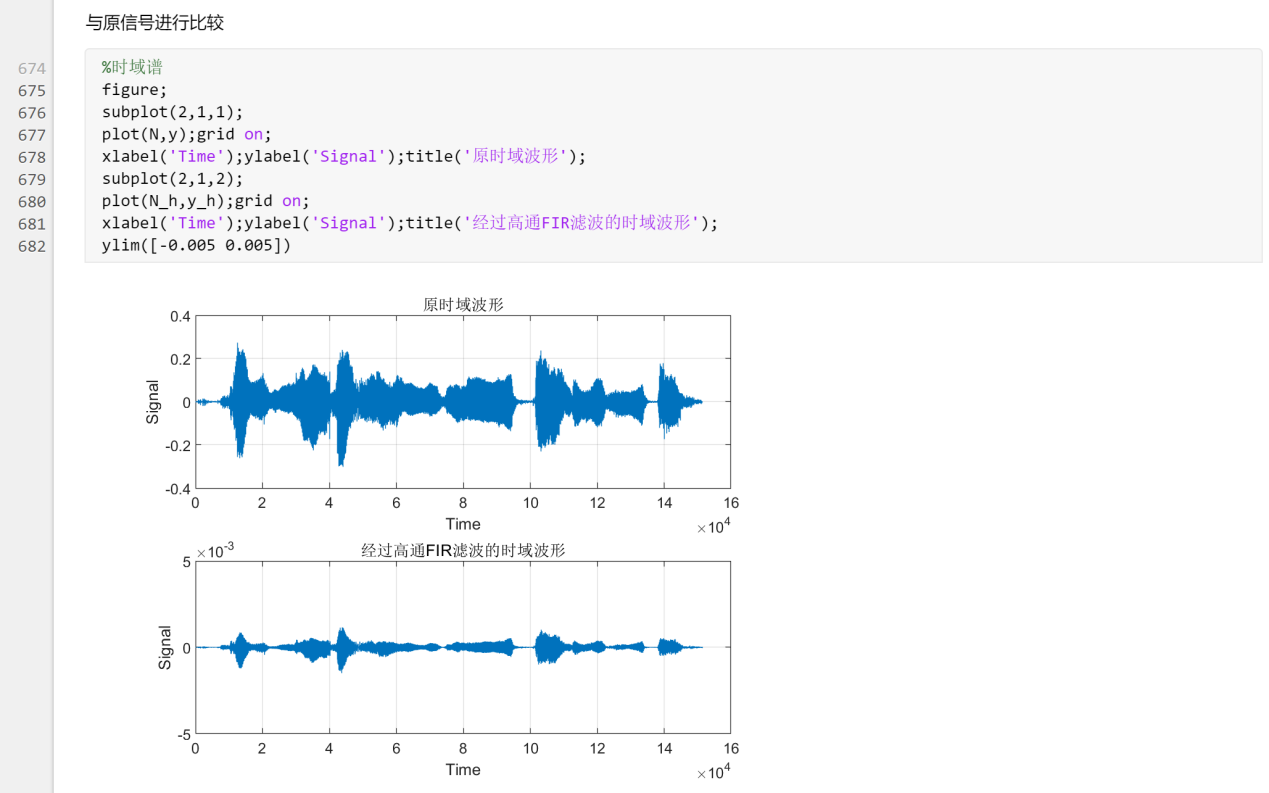 与原信号进行比较
674 %时域谱
675 figure;
676 subplot(2,1,1);
677 plot(N,y);grid on;
678 xlabel('Time');ylabel('Signal');title('原时域波形');
679 subplot(2,1,2);
680 plot(N_h,y_h);grid on;
681 xlabel('Time');ylabel('Signal');title('经过高通FIR滤波的时域波形');
682 ylim([-0.005 0.005])
原时域波形
0.4
0.2
0
-0.2
-0.4
Signal
0 2 4 6 8 10 12 14 16
Time
×10^4
×10^-3
经过高通FIR滤波的时域波形
5
0
-5
Signal
0 2 4 6 8 10 12 14 16
Time
×10^4